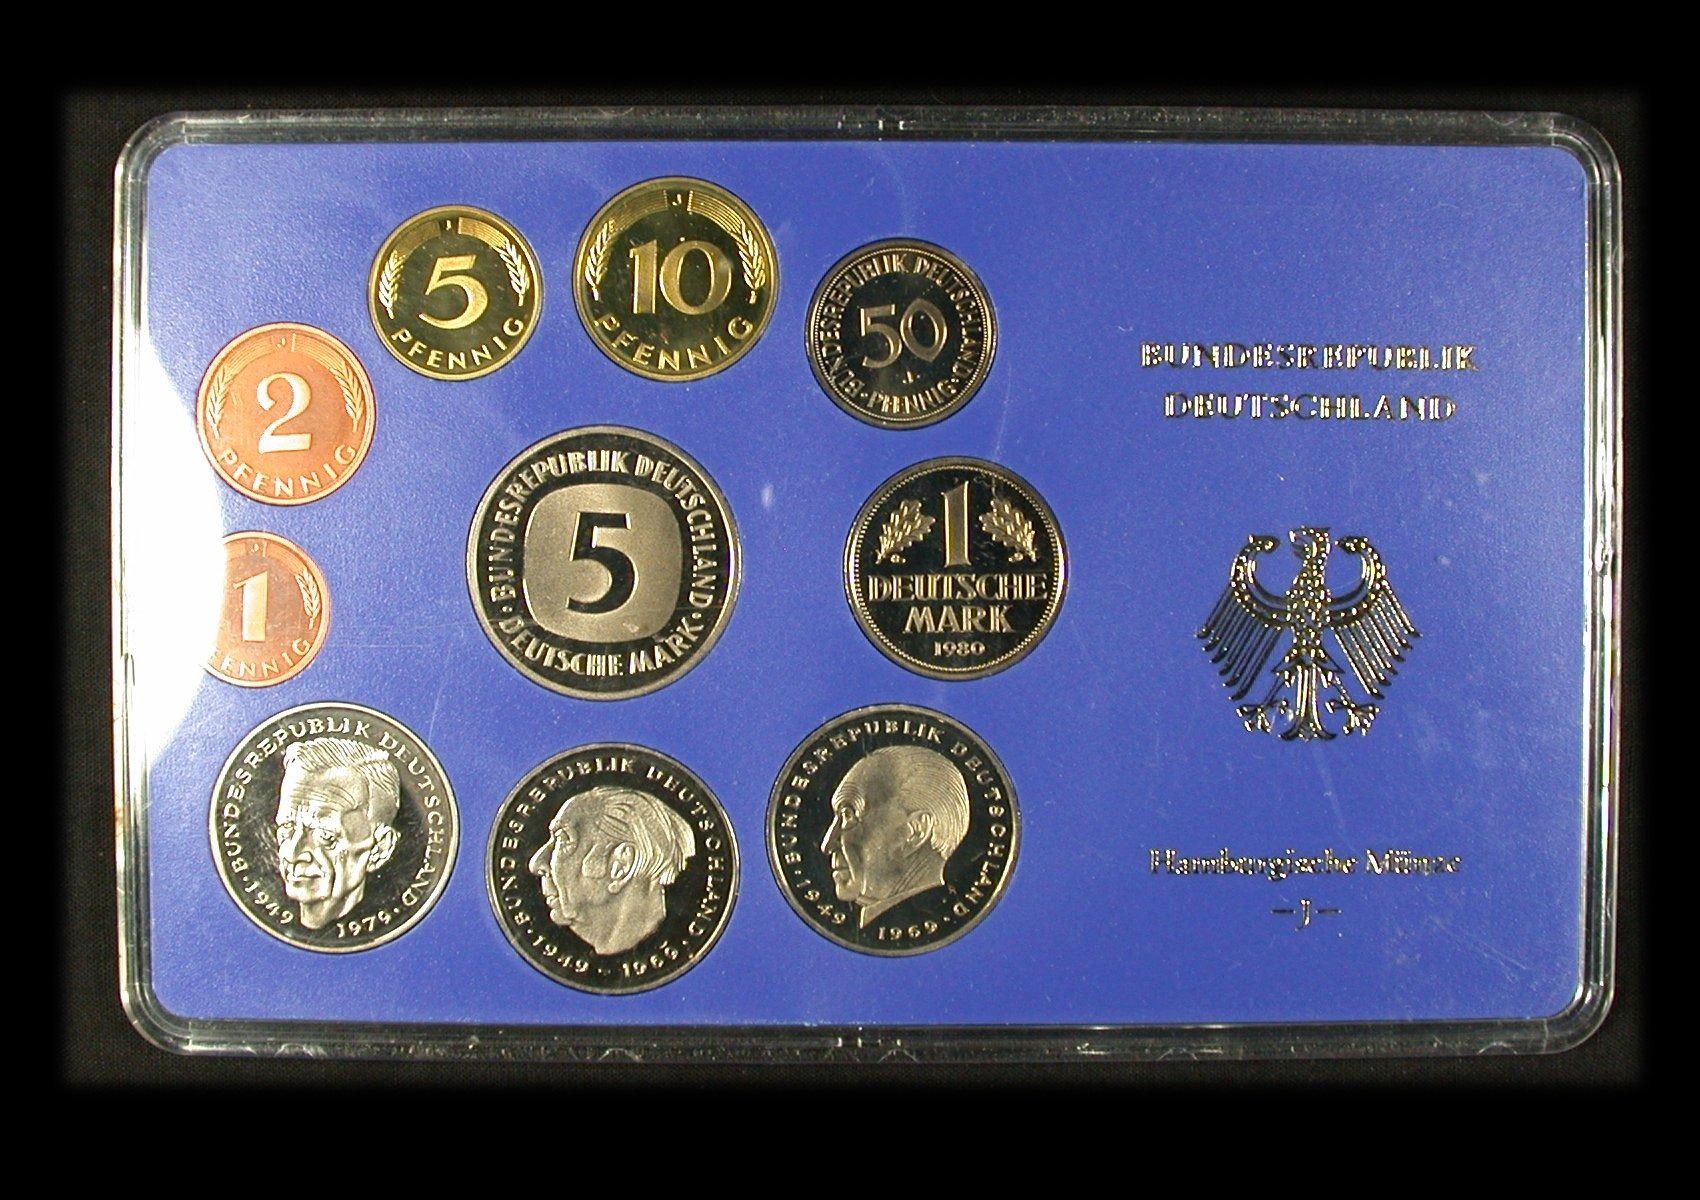 J
5
PFENNIG
J
10
PFENNIG
BUNDESREPUBLIK DEUTSCHLAND
50
J
PFENNIG
J
2
PFENNIG
BUNDESREPUBLIK DEUTSCHLAND
5
DEUTSCHE MARK
1
DEUTSCHE
MARK
1980
J
1
ENNIG
BUNDESREPUBLIK DEUTSCHLAND
1949 1979
BUNDESREPUBLIK DEUTSCHLAND
1949 - 1969
BUNDESREPUBLIK DEUTSCHLAND
1949 1969
BUNDESREPUBLIK
DEUTSCHLAND
Hamburgische Münze
– J –